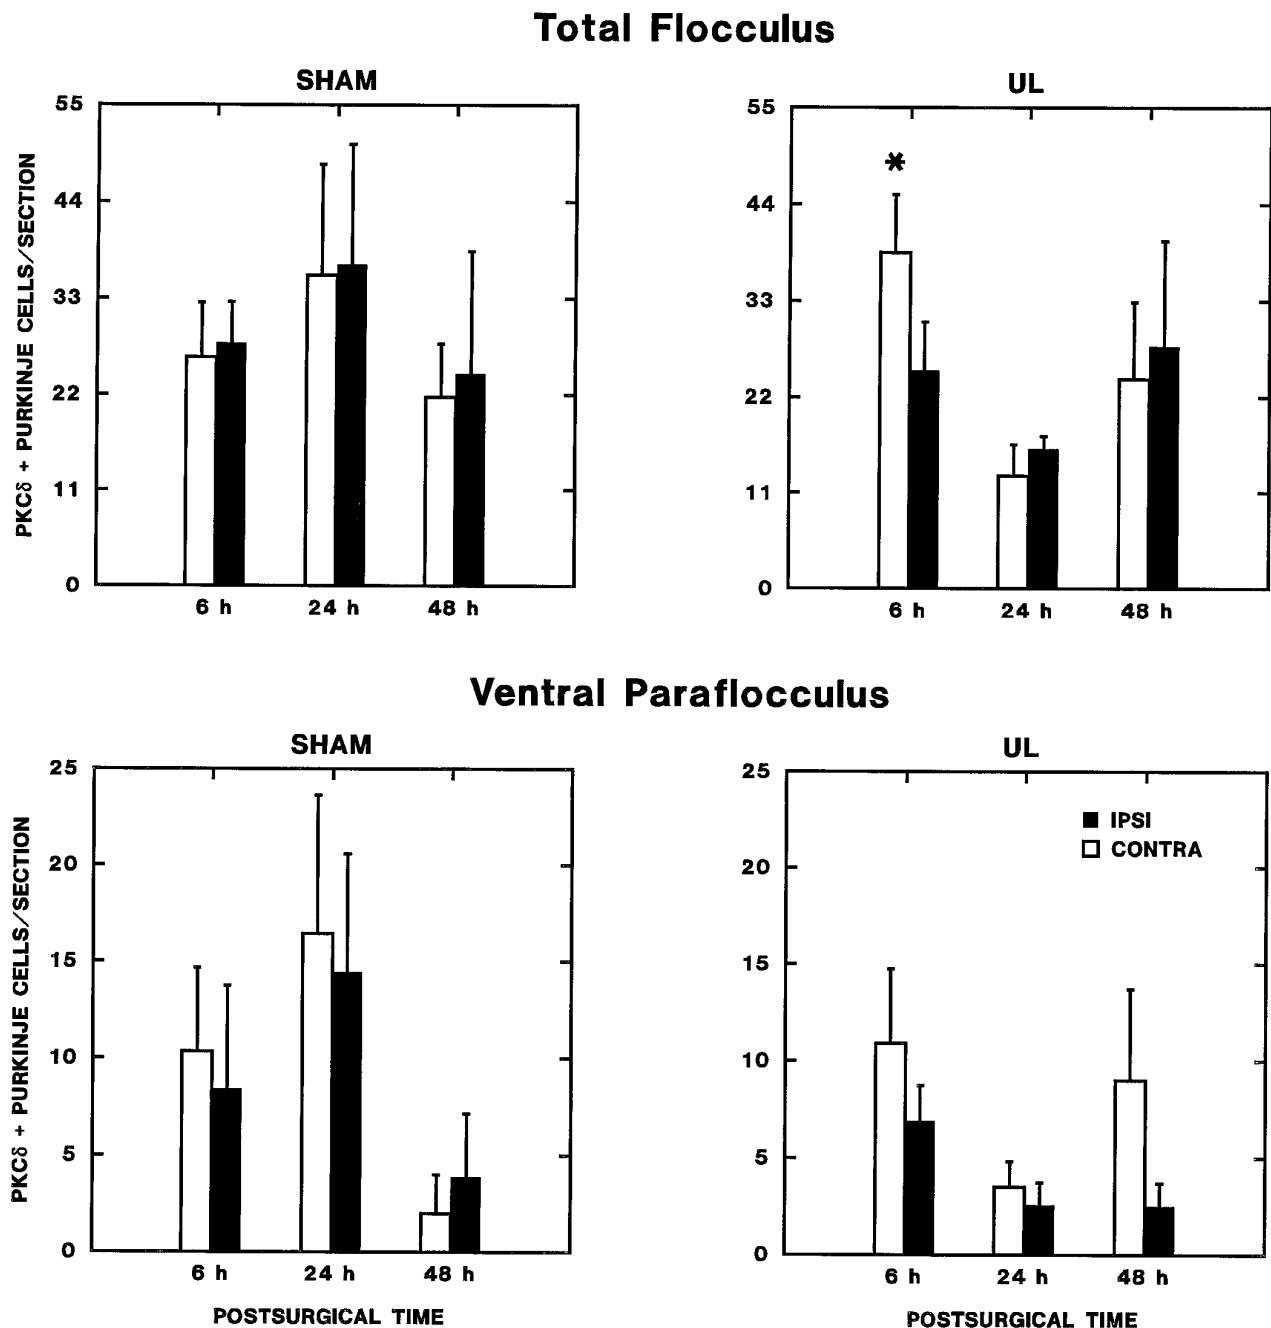 Total Flocculus
SHAM
UL
PKCδ + PURKINJE CELLS/SECTION
55
44
33
22
11
0
6 h 24 h 48 h
55
44
33
22
11
0
6 h 24 h 48 h
Ventral Paraflocculus
SHAM
UL
PKCδ + PURKINJE CELLS/SECTION
25
20
15
10
5
0
6 h 24 h 48 h
POSTSURGICAL TIME
25
20
15
10
5
0
IPSI
CONTRA
6 h 24 h 48 h
POSTSURGICAL TIME
*